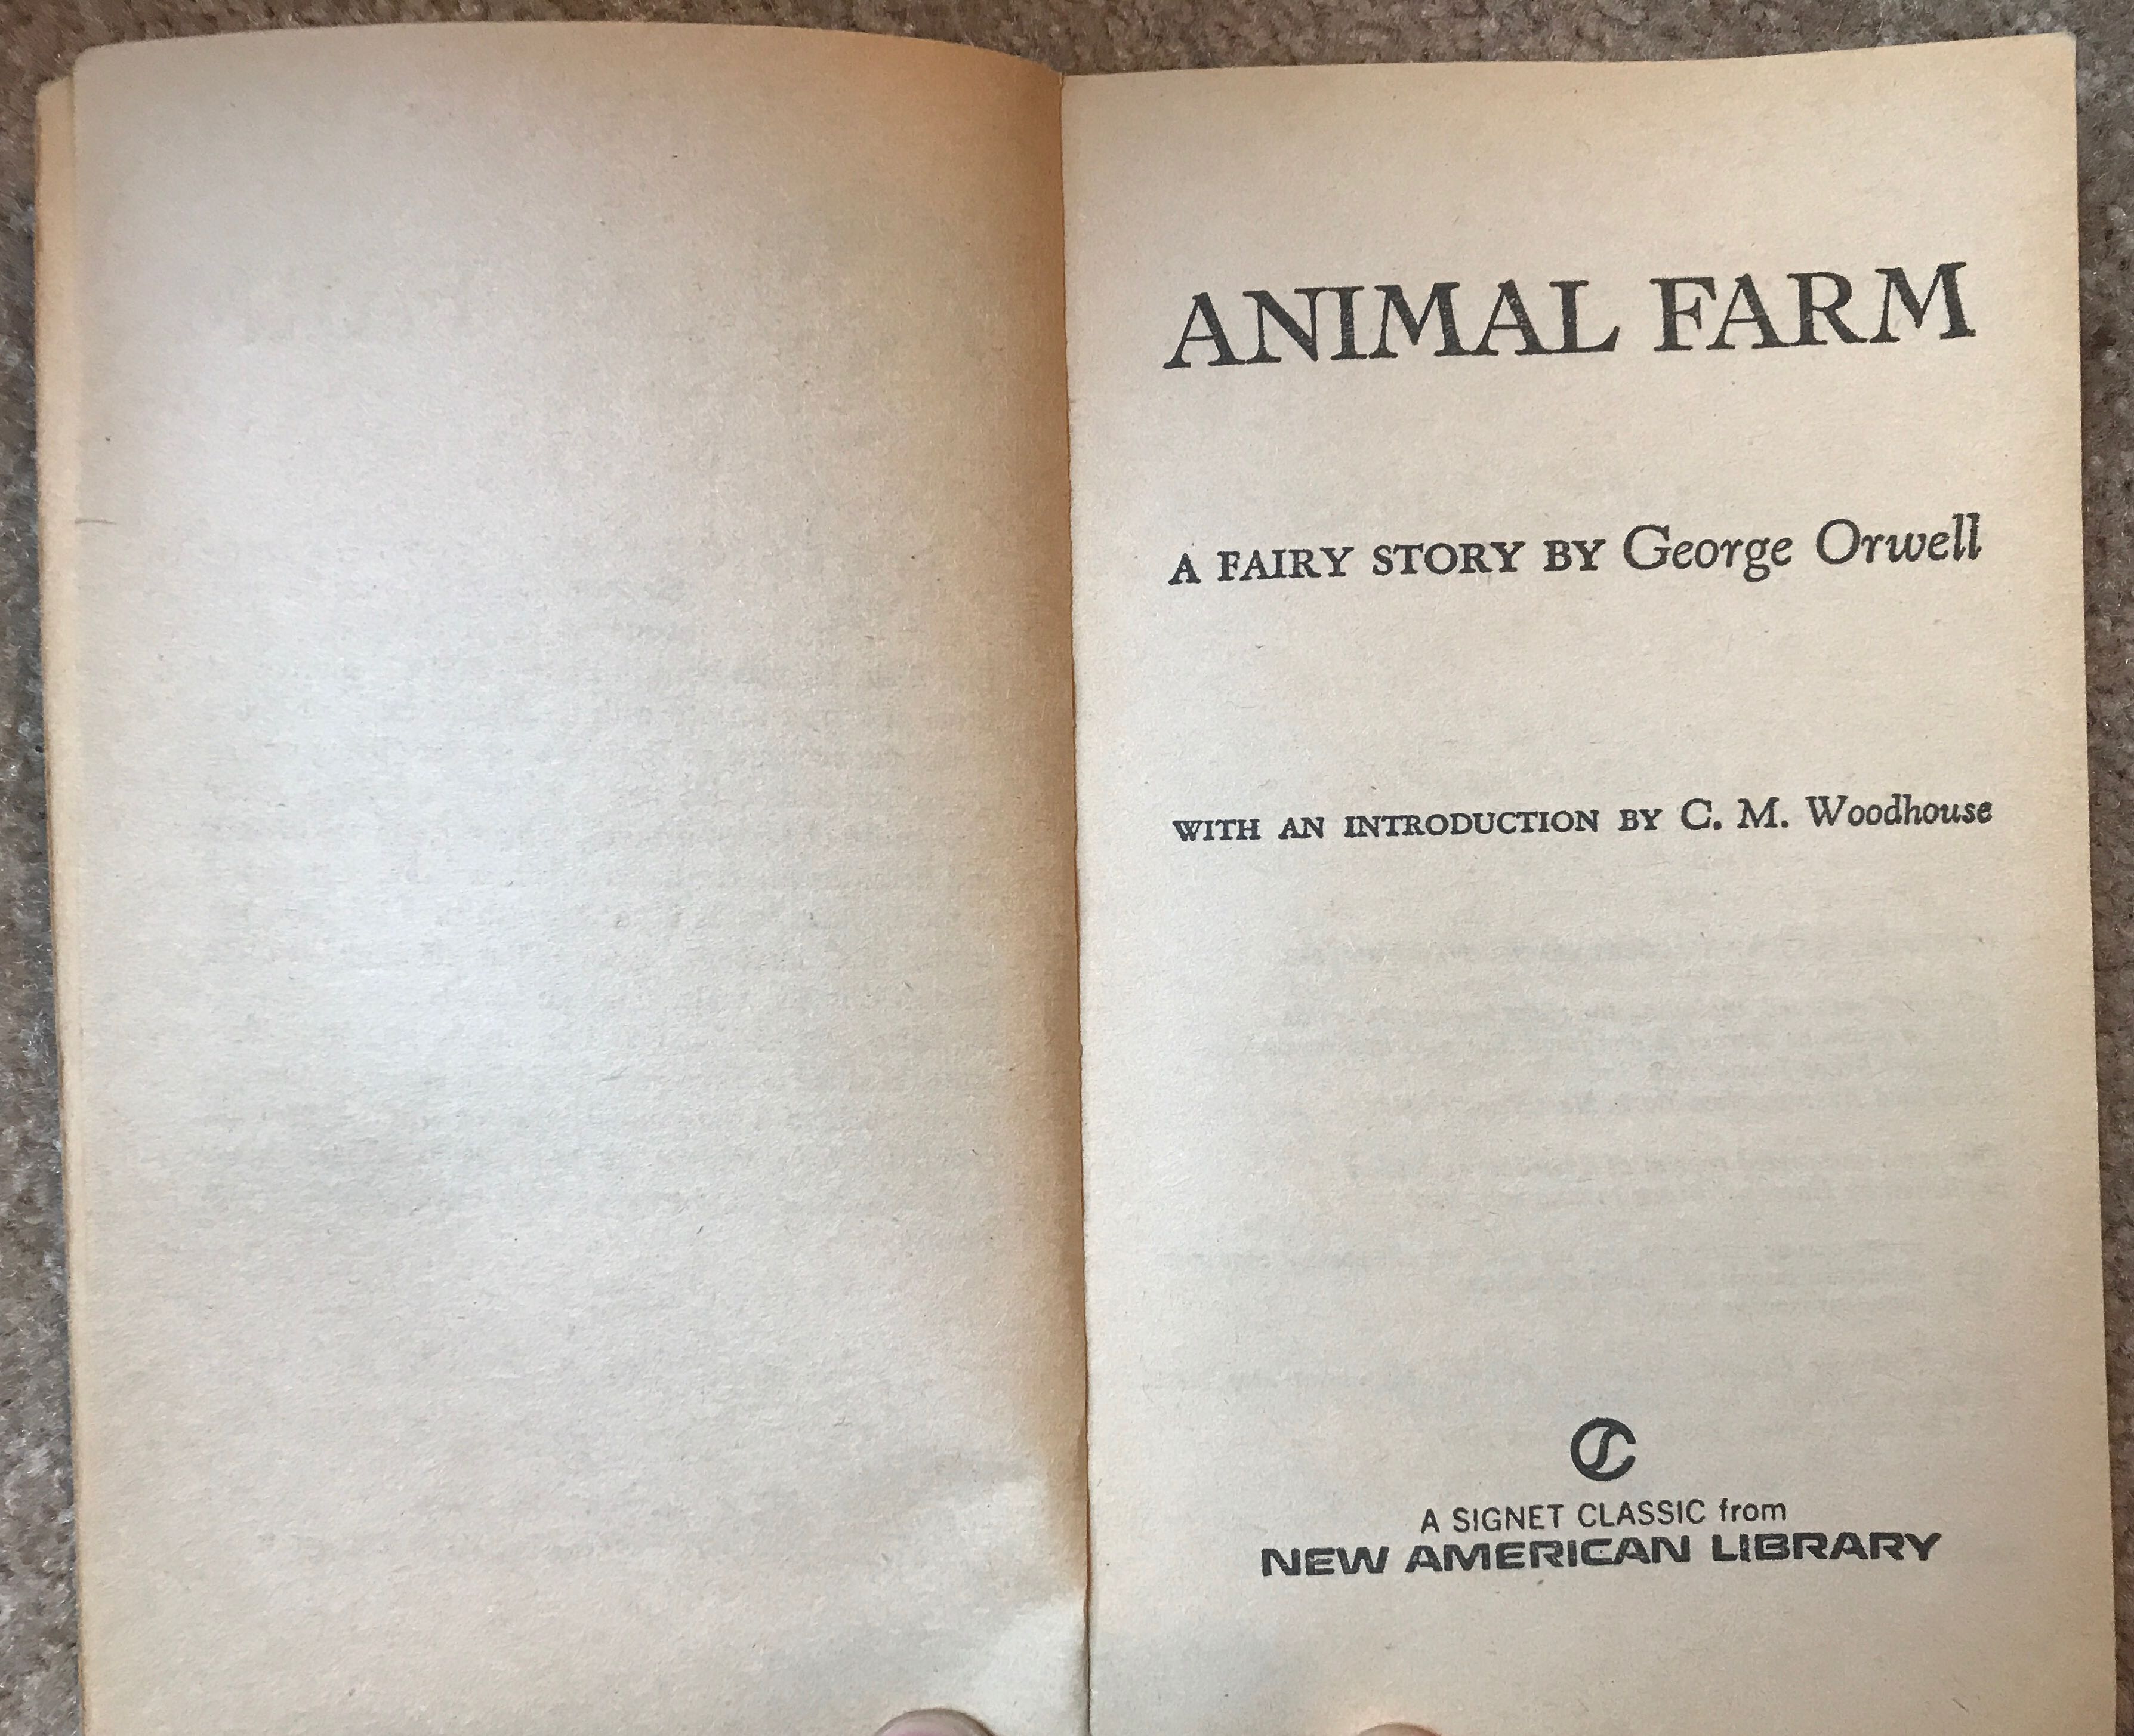 ANIMAL FARM
A FAIRY STORY BY George Orwell
WITH AN INTRODUCTION BY C. M. Woodhouse
A SIGNET CLASSIC from
NEW AMERICAN LIBRARY